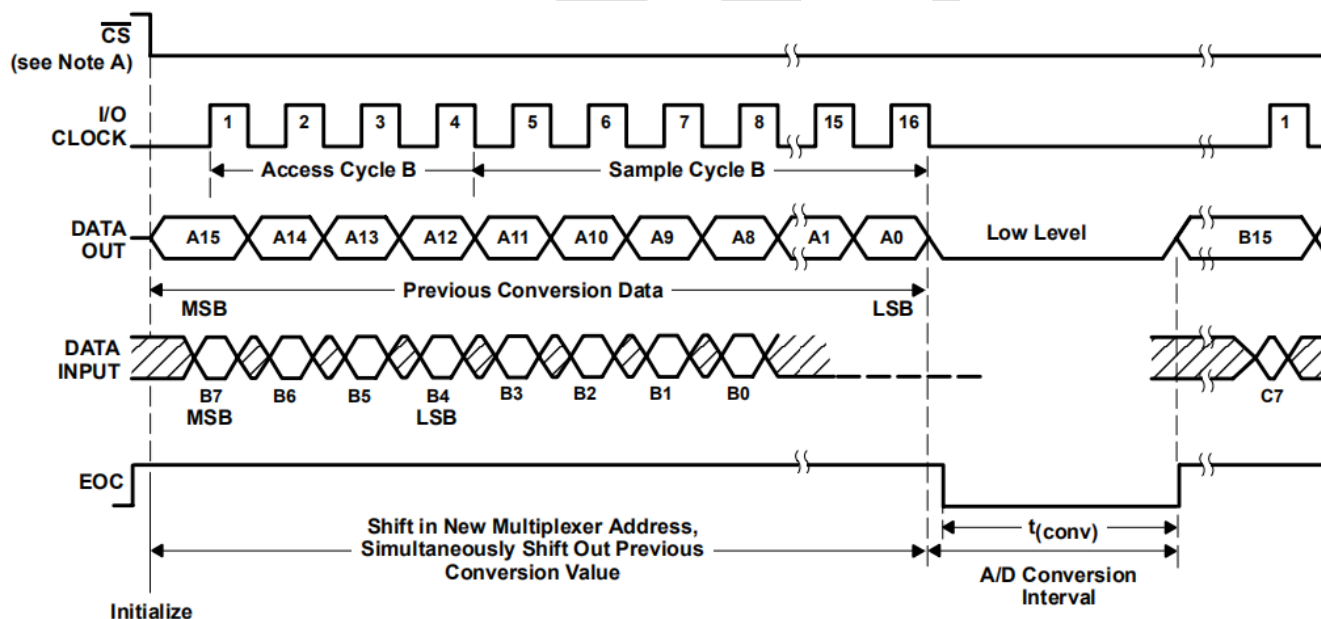 CS
(see Note A)
I/O
CLOCK
1 2 3 4 5 6 7 8 15 16 1
Access Cycle B Sample Cycle B
DATA
OUT
A15 A14 A13 A12 A11 A10 A9 A8 A1 A0 Low Level B15
Previous Conversion Data
MSB LSB
DATA
INPUT
B7 B6 B5 B4 B3 B2 B1 B0 C7
MSB LSB
EOC
Shift in New Multiplexer Address,
Simultaneously Shift Out Previous
Conversion Value
t(conv)
A/D Conversion
Interval
Initialize